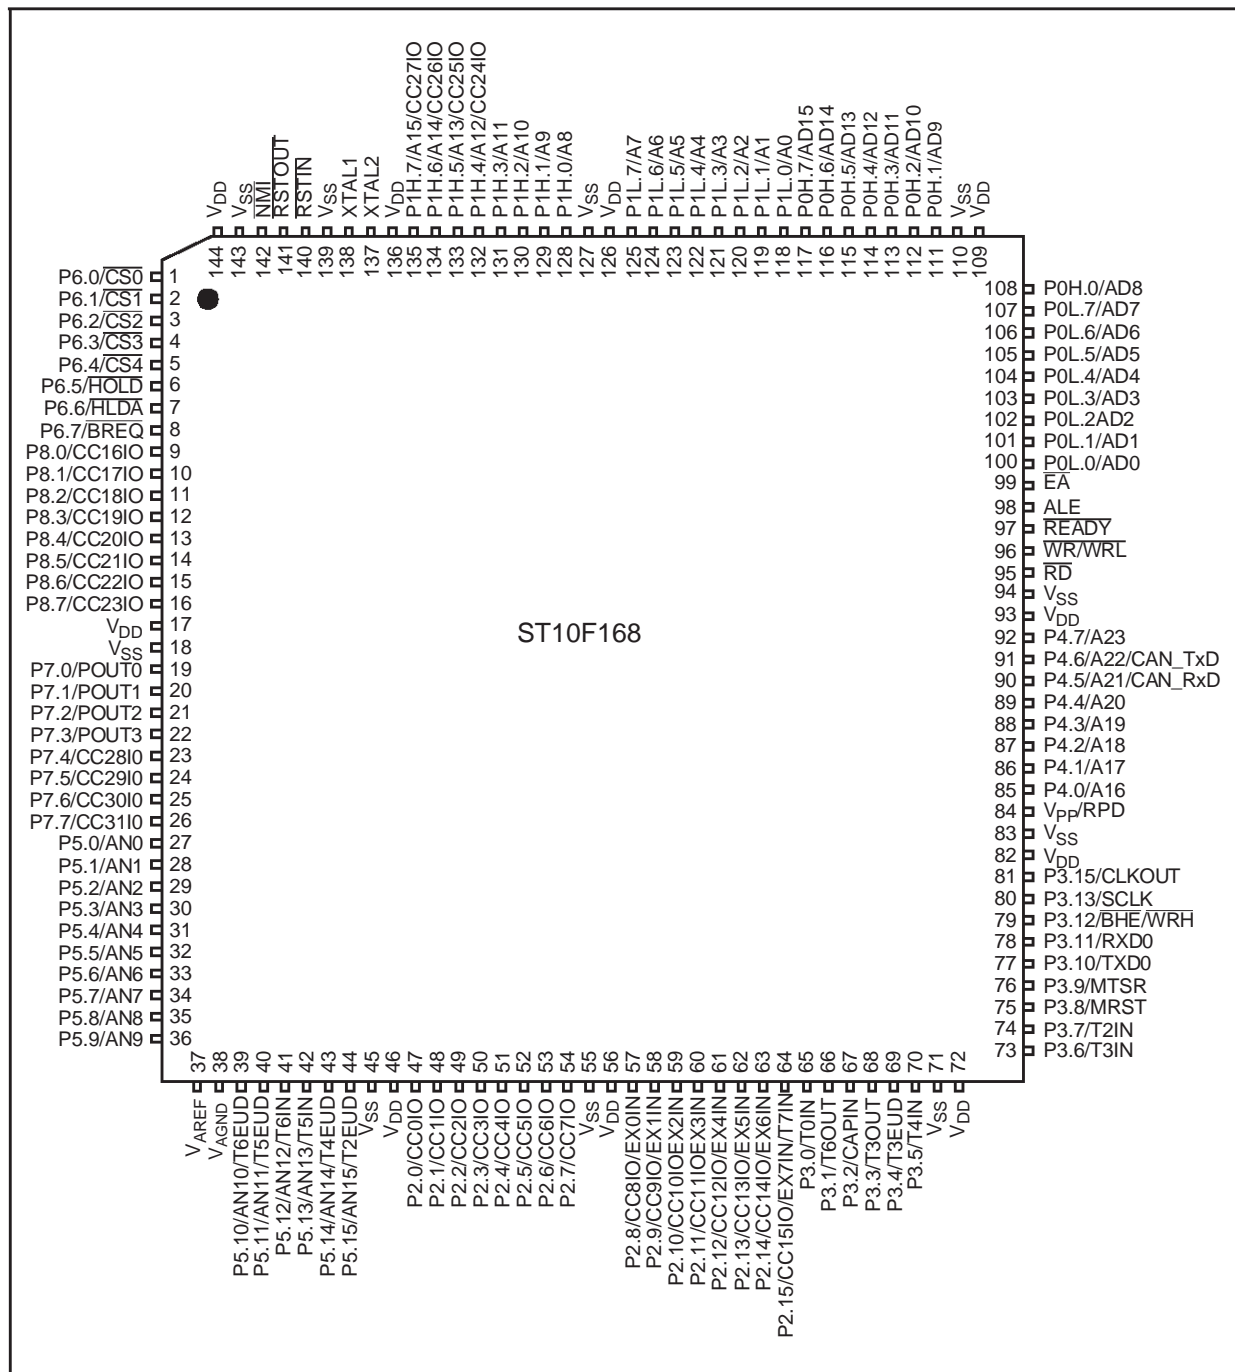 P1H.7/A15/CC27IO
P1H.6/A14/CC26IO
P1H.5/A13/CC25IO
P1H.4/A12/CC24IO
VDD
VSS
NMI
RSTOUT
RSTIN
VSS
XTAL1
XTAL2
VDD
P1H.3/A11
P1H.2/A10
P1H.1/A9
P1H.0/A8
VSS
VDD
P1L.7/A7
P1L.6/A6
P1L.5/A5
P1L.4/A4
P1L.3/A3
P1L.2/A2
P1L.1/A1
P1L.0/A0
P0H.7/AD15
P0H.6/AD14
P0H.5/AD13
P0H.4/AD12
P0H.3/AD11
P0H.2/AD10
P0H.1/AD9
VSS
VDD
144 143 142 141 140 139 138 137 136 135 134 133 132 131 130 129 128 127 126 125 124 123 122 121 120 119 118 117 116 115 114 113 112 111 110 109
P6.0/CS0 1
P6.1/CS1 2
P6.2/CS2 3
P6.3/CS3 4
P6.4/CS4 5
P6.5/HOLD 6
P6.6/HLDA 7
P6.7/BREQ 8
P8.0/CC16IO 9
P8.1/CC17IO 10
P8.2/CC18IO 11
P8.3/CC19IO 12
P8.4/CC20IO 13
P8.5/CC21IO 14
P8.6/CC22IO 15
P8.7/CC23IO 16
VDD 17
VSS 18
P7.0/POUT0 19
P7.1/POUT1 20
P7.2/POUT2 21
P7.3/POUT3 22
P7.4/CC28I0 23
P7.5/CC29I0 24
P7.6/CC30I0 25
P7.7/CC31I0 26
P5.0/AN0 27
P5.1/AN1 28
P5.2/AN2 29
P5.3/AN3 30
P5.4/AN4 31
P5.5/AN5 32
P5.6/AN6 33
P5.7/AN7 34
P5.8/AN8 35
P5.9/AN9 36
ST10F168
108 P0H.0/AD8
107 P0L.7/AD7
106 P0L.6/AD6
105 P0L.5/AD5
104 P0L.4/AD4
103 P0L.3/AD3
102 P0L.2AD2
101 P0L.1/AD1
100 P0L.0/AD0
99 EA
98 ALE
97 READY
96 WR/WRL
95 RD
94 VSS
93 VDD
92 P4.7/A23
91 P4.6/A22/CAN_TxD
90 P4.5/A21/CAN_RxD
89 P4.4/A20
88 P4.3/A19
87 P4.2/A18
86 P4.1/A17
85 P4.0/A16
84 VPP/RPD
83 VSS
82 VDD
81 P3.15/CLKOUT
80 P3.13/SCLK
79 P3.12/BHE/WRH
78 P3.11/RXD0
77 P3.10/TXD0
76 P3.9/MTSR
75 P3.8/MRST
74 P3.7/T2IN
73 P3.6/T3IN
37 38 39 40 41 42 43 44 45 46 47 48 49 50 51 52 53 54 55 56 57 58 59 60 61 62 63 64 65 66 67 68 69 70 71 72
VAREF
VAGND
P5.10/AN10/T6EUD
P5.11/AN11/T5EUD
P5.12/AN12/T6IN
P5.13/AN13/T5IN
P5.14/AN14/T4EUD
P5.15/AN15/T2EUD
VSS
VDD
P2.0/CC0IO
P2.1/CC1IO
P2.2/CC2IO
P2.3/CC3IO
P2.4/CC4IO
P2.5/CC5IO
P2.6/CC6IO
P2.7/CC7IO
VSS
VDD
P2.8/CC8IO/EX0IN
P2.9/CC9IO/EX1IN
P2.10/CC10IOEX2IN
P2.11/CC11IOEX3IN
P2.12/CC12IO/EX4IN
P2.13/CC13IO/EX5IN
P2.14/CC14IO/EX6IN
P2.15/CC15IO/EX7IN/T7IN
P3.0/T0IN
P3.1/T6OUT
P3.2/CAPIN
P3.3/T3OUT
P3.4/T3EUD
P3.5/T4IN
VSS
VDD